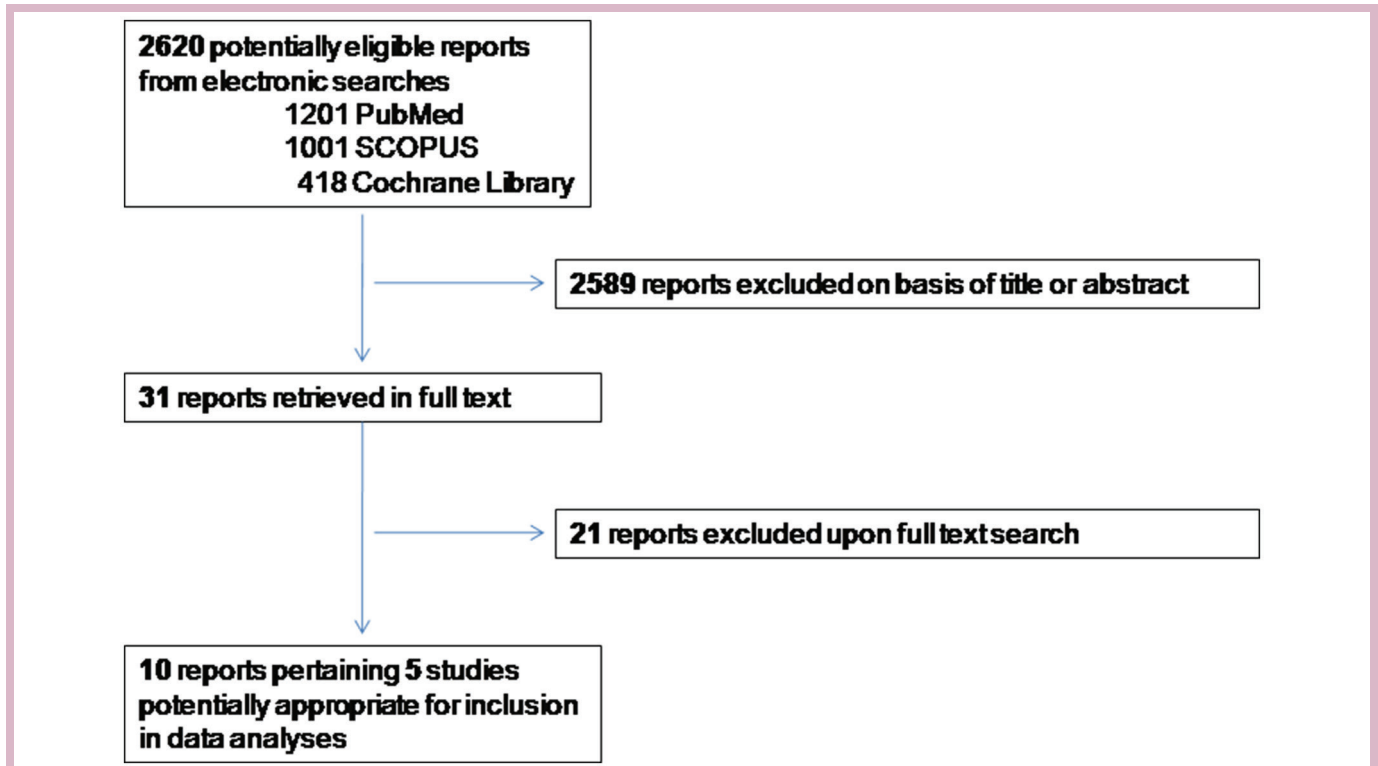 2620 potentially eligible reports
from electronic searches
1201 PubMed
1001 SCOPUS
418 Cochrane Library
2589 reports excluded on basis of title or abstract
31 reports retrieved in full text
21 reports excluded upon full text search
10 reports pertaining 5 studies
potentially appropriate for inclusion
in data analyses